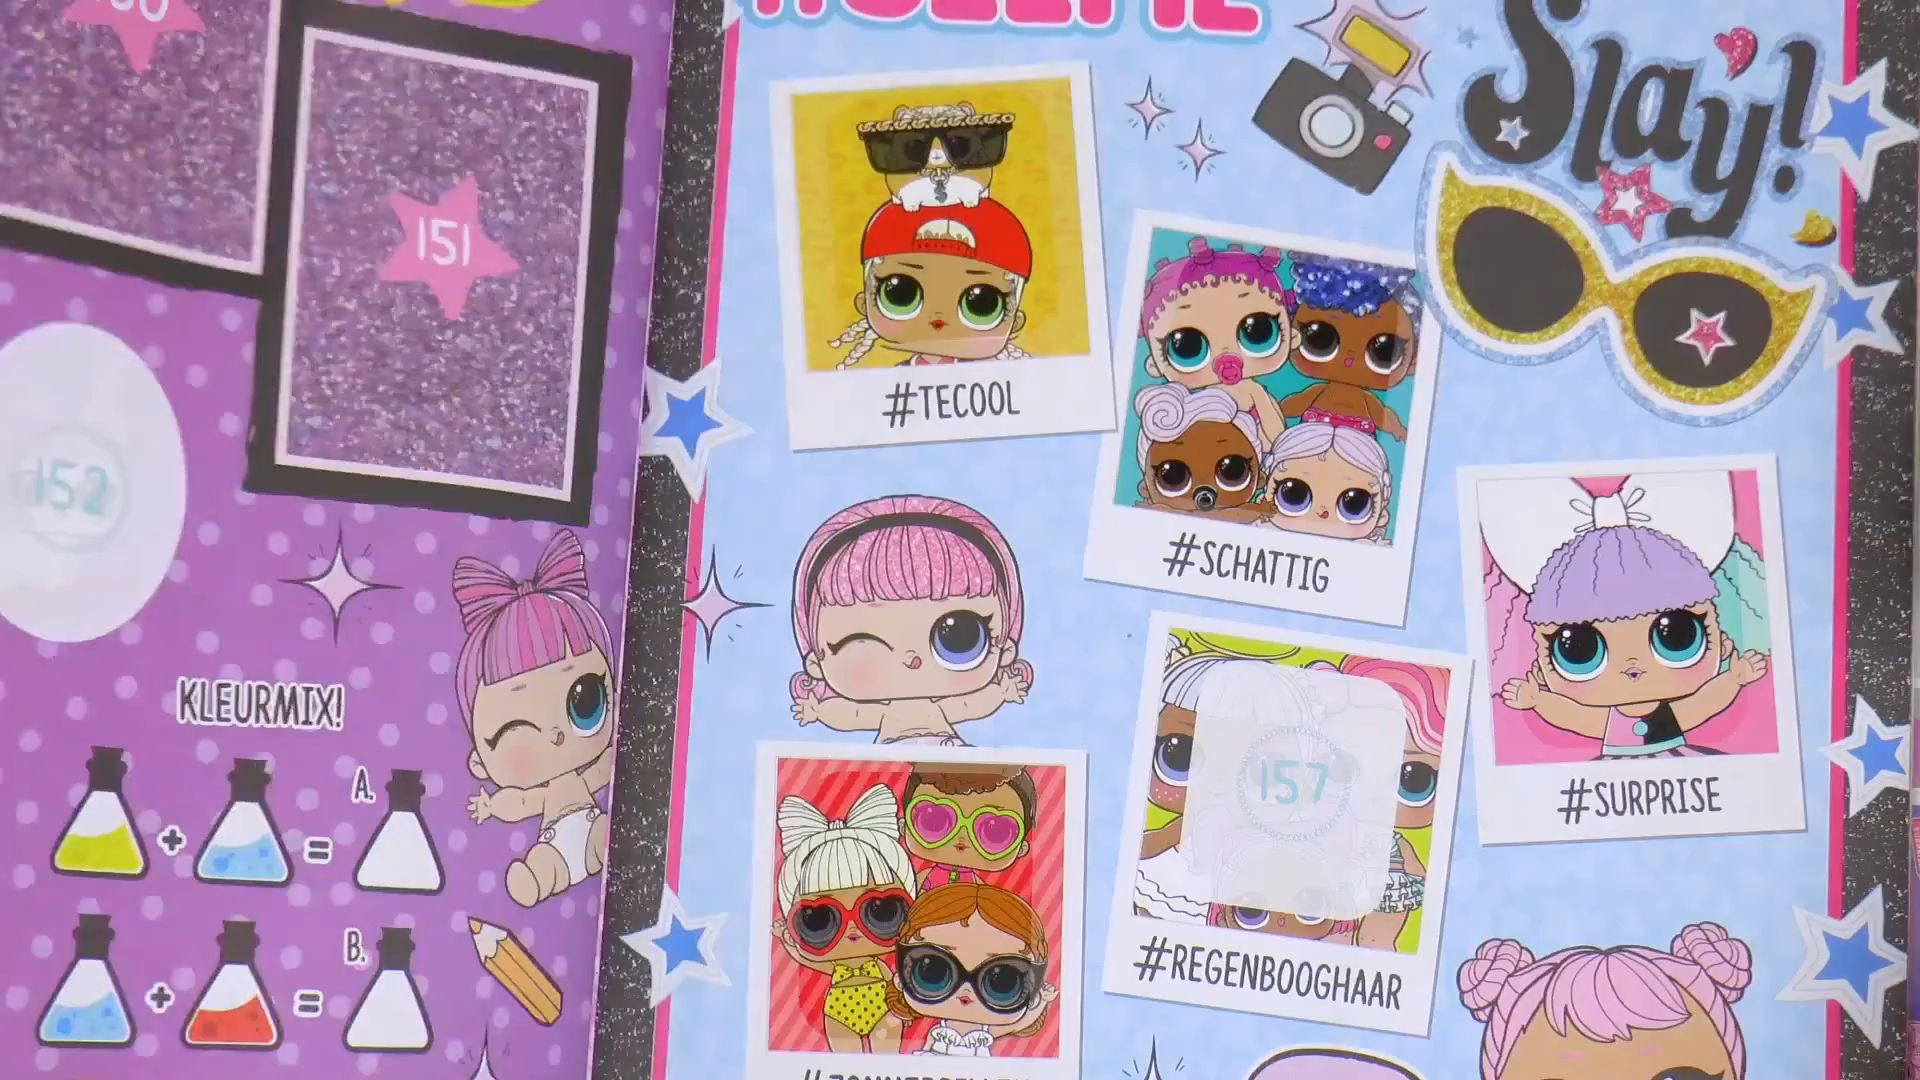 151
152
KLEURMIX!
+
=
A.
+
=
B.
Slay!
#TECOOL
#SCHATTIG
#SURPRISE
157
#REGENBOOGHAAR